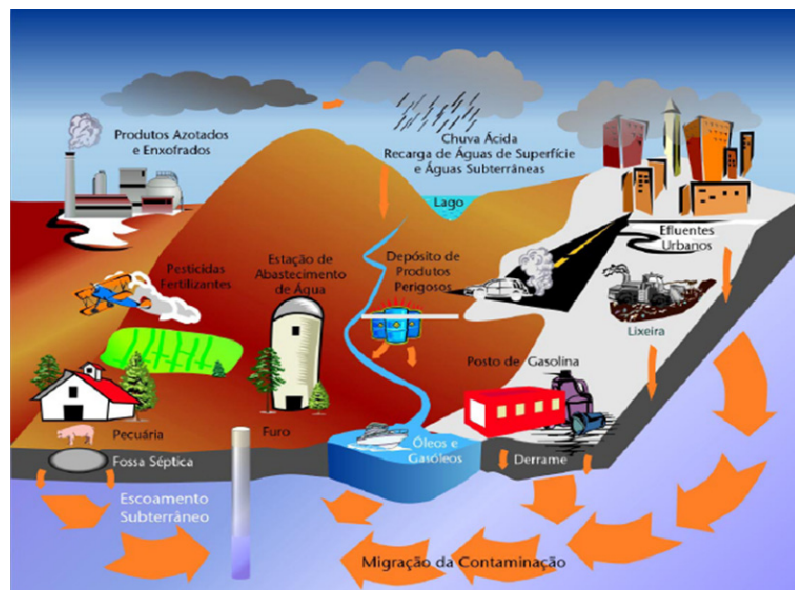 Produtos Azotados
e Enxofrados
Chuva Ácida
Recarga de Águas de Superfície
e Águas Subterrâneas
Lago
Efluentes
Urbanos
Pesticidas
Fertilizantes
Estação de
Abastecimento
de Água
Depósito de
Produtos
Perigosos
Lixeira
Posto de Gasolina
Pecuária
Furo
Óleos e
Gasóleos
Fossa Séptica
Derrame
Escoamento
Subterrâneo
Migração da Contaminação